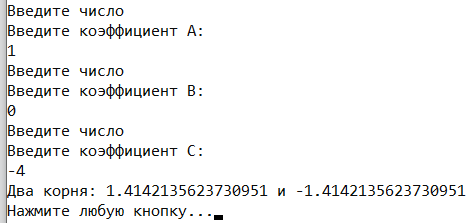 Введите число
Введите коэффициент A:
1
Введите число
Введите коэффициент B:
0
Введите число
Введите коэффициент C:
-4
Два корня: 1.4142135623730951 и -1.4142135623730951
Нажмите любую кнопку...